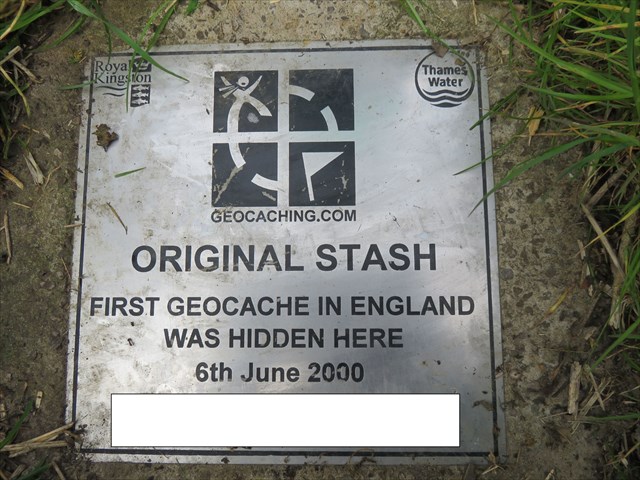 Royal
Kingston
Thames
Water
GEOCACHING.COM
ORIGINAL STASH
FIRST GEOCACHE IN ENGLAND
WAS HIDDEN HERE
6th June 2000